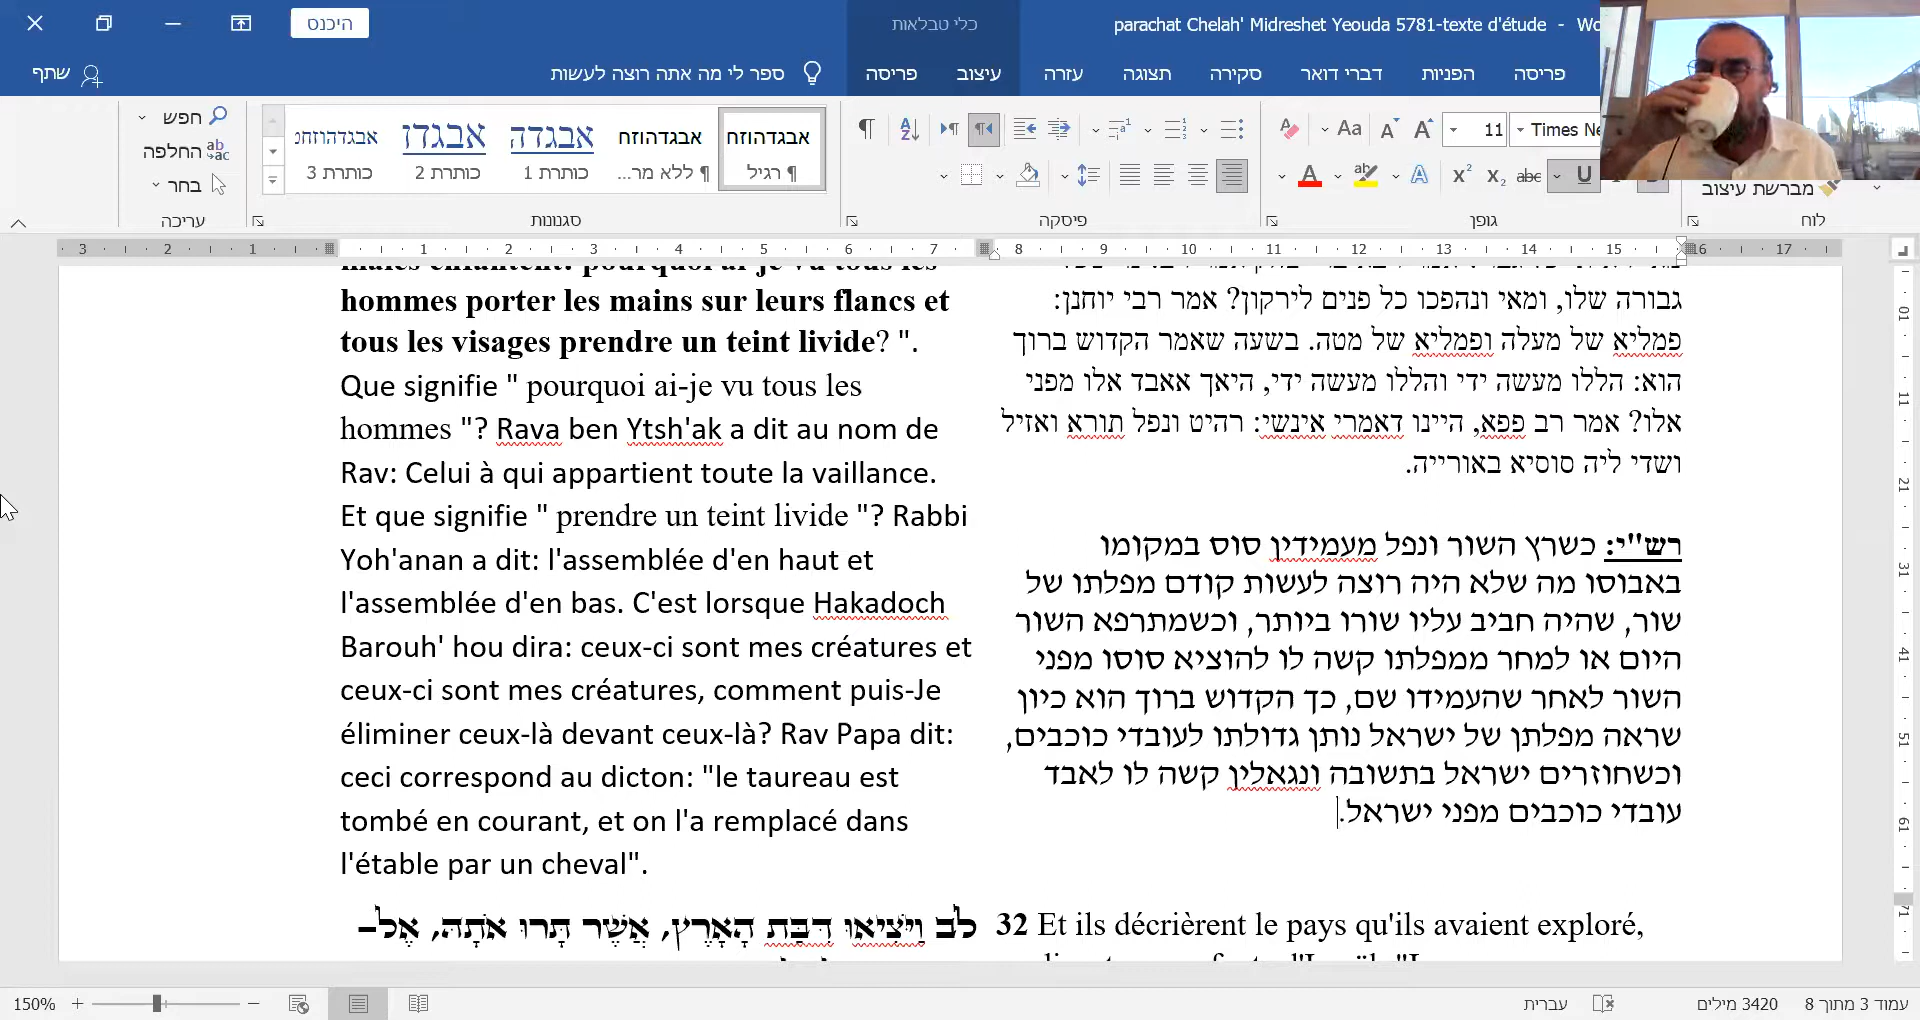 היכנס
כלי טבלאות
parachat Chelah' Midreshet Yeouda 5781-texte d'étude - Wo
פריסה
הפניות
דברי דואר
סקירה
תצוגה
עזרה
עיצוב
פריסה
ספר לי מה אתה רוצה לעשות
שתף
חפש
החלפה
בחר
עריכה
אבגדהוזח
אבגדהוזח
אבגדה
אבגדו
אבגדהוזחט
¶ רגיל
¶ ללא מר...
כותרת 1
כותרת 2
כותרת 3
סגנונות
פיסקה
11
Times Ne
גופן
מברשת עיצוב
לוח
hommes porter les mains sur leurs flancs et
tous les visages prendre un teint livide? ".
Que signifie " pourquoi ai-je vu tous les
hommes "? Rava ben Ytsh'ak a dit au nom de
Rav: Celui à qui appartient toute la vaillance.
Et que signifie " prendre un teint livide "? Rabbi
Yoh'anan a dit: l'assemblée d'en haut et
l'assemblée d'en bas. C'est lorsque Hakadoch
Barouh' hou dira: ceux-ci sont mes créatures et
ceux-ci sont mes créatures, comment puis-Je
éliminer ceux-là devant ceux-là? Rav Papa dit:
ceci correspond au dicton: "le taureau est
tombé en courant, et on l'a remplacé dans
l'étable par un cheval".
גבורה שלו, ומאי ונהפכו כל פנים לירקון? אמר רבי יוחנן:
פמליא של מעלה ופמליא של מטה. בשעה שאמר הקדוש ברוך
הוא: הללו מעשה ידי והללו מעשה ידי, היאך אאבד אלו מפני
אלו? אמר רב פפא, היינו דאמרי אינשי: רהיט ונפל תורא ואזיל
ושדי ליה סוסיא באורייה.
רש"י: כשרץ השור ונפל מעמידין סוס במקומו
באבוסו מה שלא היה רוצה לעשות קודם מפלתו של
שור, שהיה חביב עליו שורו ביותר, וכשמתרפא השור
היום או למחר ממפלתו קשה לו להוציא סוסו מפני
השור לאחר שהעמידו שם, כך הקדוש ברוך הוא כיון
שראה מפלתן של ישראל נותן גדולתו לעובדי כוכבים,
וכשחוזרים ישראל בתשובה ונגאלין קשה לו לאבד
עובדי כוכבים מפני ישראל.
לב וַיֹּצִיאוּ דִּבַּת הָאָרֶץ, אֲשֶׁר תָּרוּ אֹתָהּ, אֶל-
32 Et ils décrièrent le pays qu'ils avaient exploré,
עמוד 3 מתוך 8
3420 מילים
עברית
150%